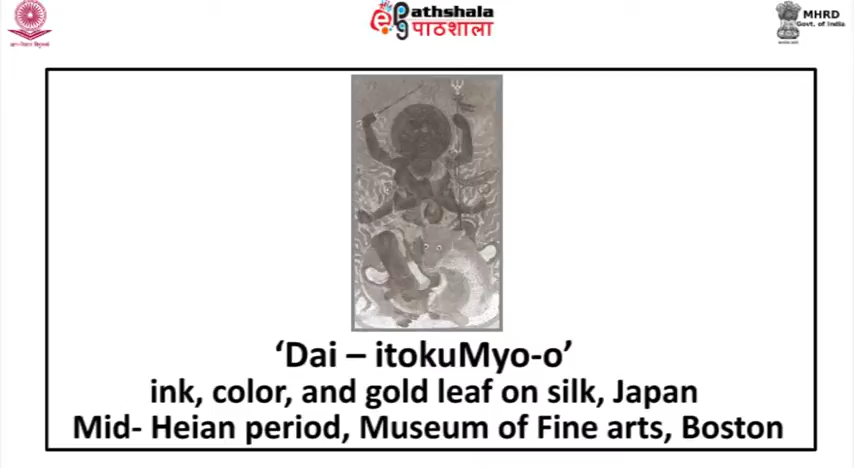 pathshala
पाठशाला
MHRD
Govt. of India
‘Dai – itokuMyo-o’
ink, color, and gold leaf on silk, Japan
Mid- Heian period, Museum of Fine arts, Boston